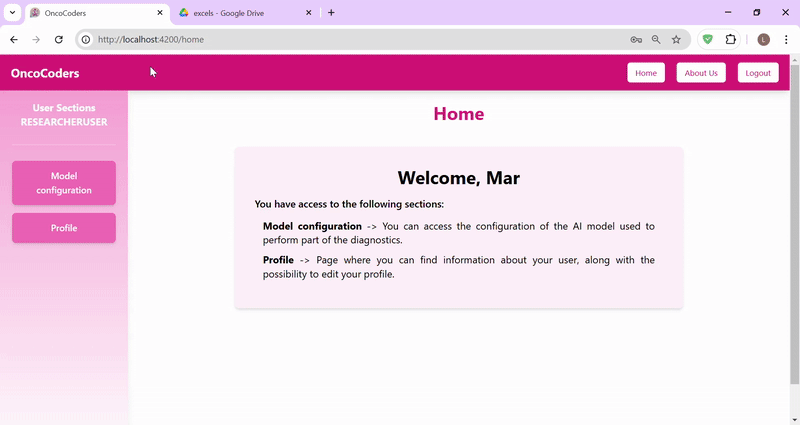 OncoCoders
excels - Google Drive
http://localhost:4200/home
L
OncoCoders
Home
About Us
Logout
User Sections
RESEARCHERUSER
Model
configuration
Profile
Home
Welcome, Mar
You have access to the following sections:
Model configuration -> You can access the configuration of the AI model used to
perform part of the diagnostics.
Profile -> Page where you can find information about your user, along with the
possibility to edit your profile.